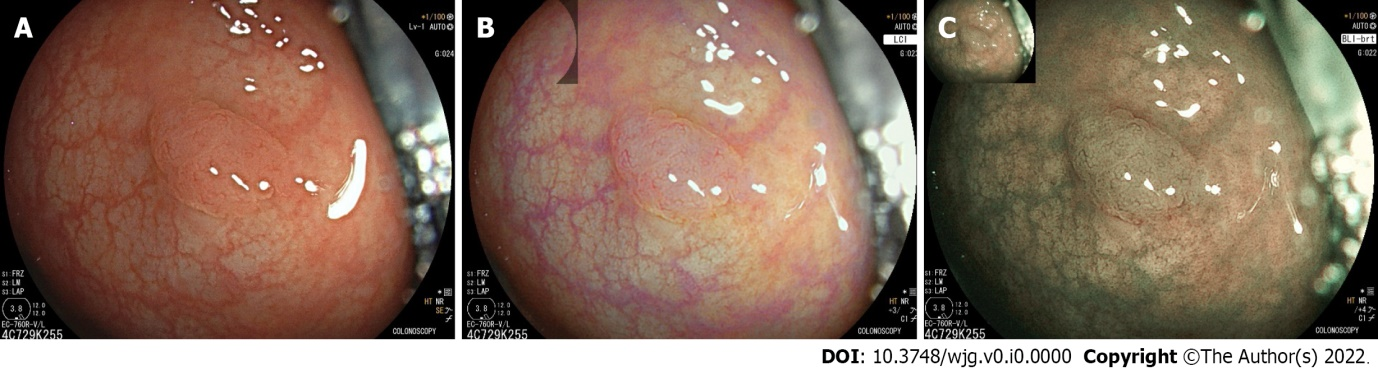 A
*1/100
Lv-1 AUTO
G:024
S1:FRZ
S2:LM
S3:LAP
3.8
12.0
12.0
EC-760R-V/L
4C729K255
HT NR
SE
COLONOSCOPY
B
*1/100
AUTO
LCI
S1:FRZ
S2:LM
S3:LAP
3.8
12.0
12.0
EC-760R-V/L
4C729K255
HT NR
C1
COLONOSCOPY
C
*1/100
AUTO
BLI-brt
G:022
S1:FRZ
S2:LM
S3:LAP
3.8
12.0
12.0
EC-760R-V/L
4C729K255
HT NR
C1
COLONOSCOPY
DOI: 10.3748/wjg.v0.i0.0000 Copyright ©The Author(s) 2022.